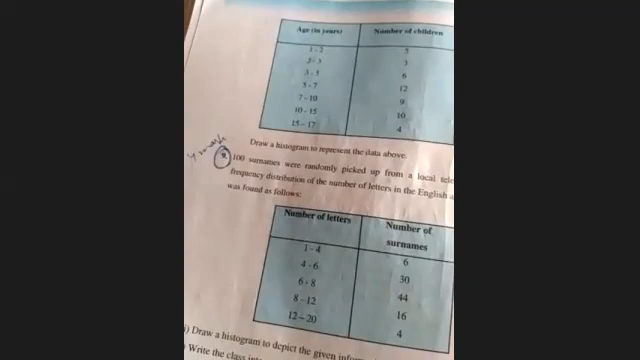 Age (in years) Number of children
1 - 2 5
2 - 3 3
3 - 5 6
5 - 7 12
7 - 10 9
10 - 15 10
15 - 17 4
Draw a histogram to represent the data above.
100 surnames were randomly picked up from a local
frequency distribution of the number of letters in the English
was found as follows:
Number of letters Number of surnames
1 - 4 6
4 - 6 30
6 - 8 44
8 - 12 16
12 - 20 4
i) Draw a histogram to depict the given
Write the class